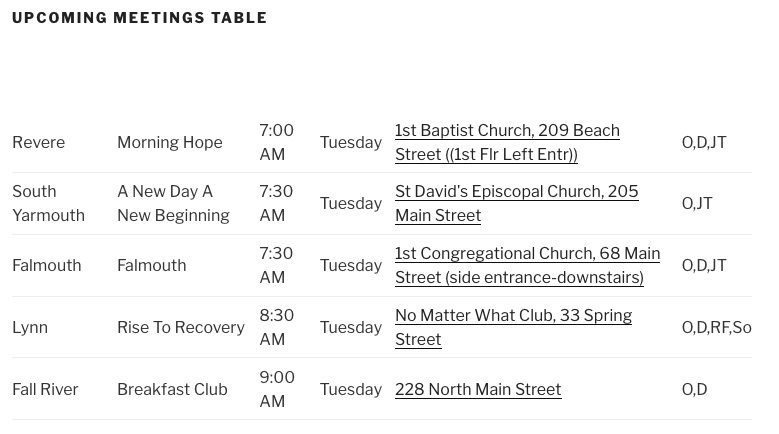 UPCOMING MEETINGS TABLE
Revere Morning Hope 7:00 AM Tuesday 1st Baptist Church, 209 Beach Street ((1st Flr Left Entr)) O,D,JT
South Yarmouth A New Day A New Beginning 7:30 AM Tuesday St David's Episcopal Church, 205 Main Street O,JT
Falmouth Falmouth 7:30 AM Tuesday 1st Congregational Church, 68 Main Street (side entrance-downstairs) O,D,JT
Lynn Rise To Recovery 8:30 AM Tuesday No Matter What Club, 33 Spring Street O,D,RF,So
Fall River Breakfast Club 9:00 AM Tuesday 228 North Main Street O,D